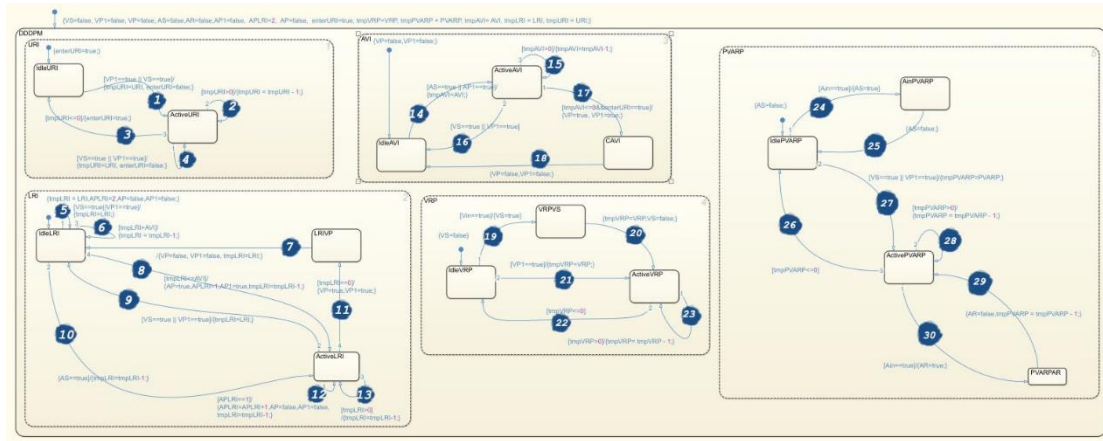 {VS=false, VP1=false, VP=false, AS=false,AR=false,AP1=false, APLRI=2, AP=false, enterURI=true; tmpVRP=VRP, tmpPVARP = PVARP, tmpAVI= AVI, tmpLRI = LRI, tmpURI = URI;}
DDDPM
URI
1
{enterURI=true;}
IdleURI
[VP1==true || VS==true]/
{tmpURI=URI, enterURI=false;}
1
[tmpURI>0]/{tmpURI = tmpURI - 1;}
2
ActiveURI
3
[tmpURI<=0]/{enterURI=true;}
4
[VS==true || VP1==true]/
{tmpURI=URI, enterURI=false;}
AVI
3
{VP=false,VP1=false;}
[tmpAVI>0]/{tmpAVI=tmpAVI-1;}
15
ActiveAVI
[AS==true || AP1==true]/
{tmpAVI=AVI;}
14
17
[tmpAVI<=0&&enterURI==true]/
{VP=true, VP1=true;}
[VS==true || VP1==true]
16
IdleAVI
CAVI
18
{VP=false,VP1=false;}
LRI
2
{tmpLRI = LRI,APLRI=2,AP=false,AP1=false;}
5
[VS==true||VP1==true]/
{tmpLRI=LRI;}
6
IdleLRI
[tmpLRI>AVI]/
{tmpLRI = tmpLRI-1;}
7
LRIVP
/{VP=false, VP1=false, tmpLRI=LRI;}
8
{AP=true,APLRI=1,AP1=true,tmpLRI=tmpLRI-1;}
[tmpLRI<=0]/
{VP=true,VP1=true;}
9
11
10
[VS==true || VP1==true]/{tmpLRI=LRI;}
ActiveLRI
[AS==true]/{tmpLRI=tmpLRI-1;}
12
13
[APLRI==1]/
{APLRI=APLRI+1,AP=false,AP1=false,
tmpLRI=tmpLRI-1;}
[tmpLRI>0]
/{tmpLRI=tmpLRI-1;}
VRP
4
[Vin==true]/{VS=true}
VRPVS
{VS=false}
19
20
{tmpVRP=VRP,VS=false;}
IdleVRP
[VP1==true]/{tmpVRP=VRP;}
21
ActiveVRP
[tmpVRP<=0]
22
23
[tmpVRP>0]/{tmpVRP= tmpVRP - 1;}
PVARP
[Ain==true]/{AS=true}
AinPVARP
24
{AS=false;}
IdlePVARP
25
{AS=false;}
[VS==true || VP1==true]/{tmpPVARP=PVARP;}
27
26
[tmpPVARP>0]/
{tmpPVARP = tmpPVARP - 1;}
28
ActivePVARP
[tmpPVARP<=0]
29
{AR=false,tmpPVARP = tmpPVARP - 1;}
30
[Ain==true]/{AR=true;}
PVARPAR